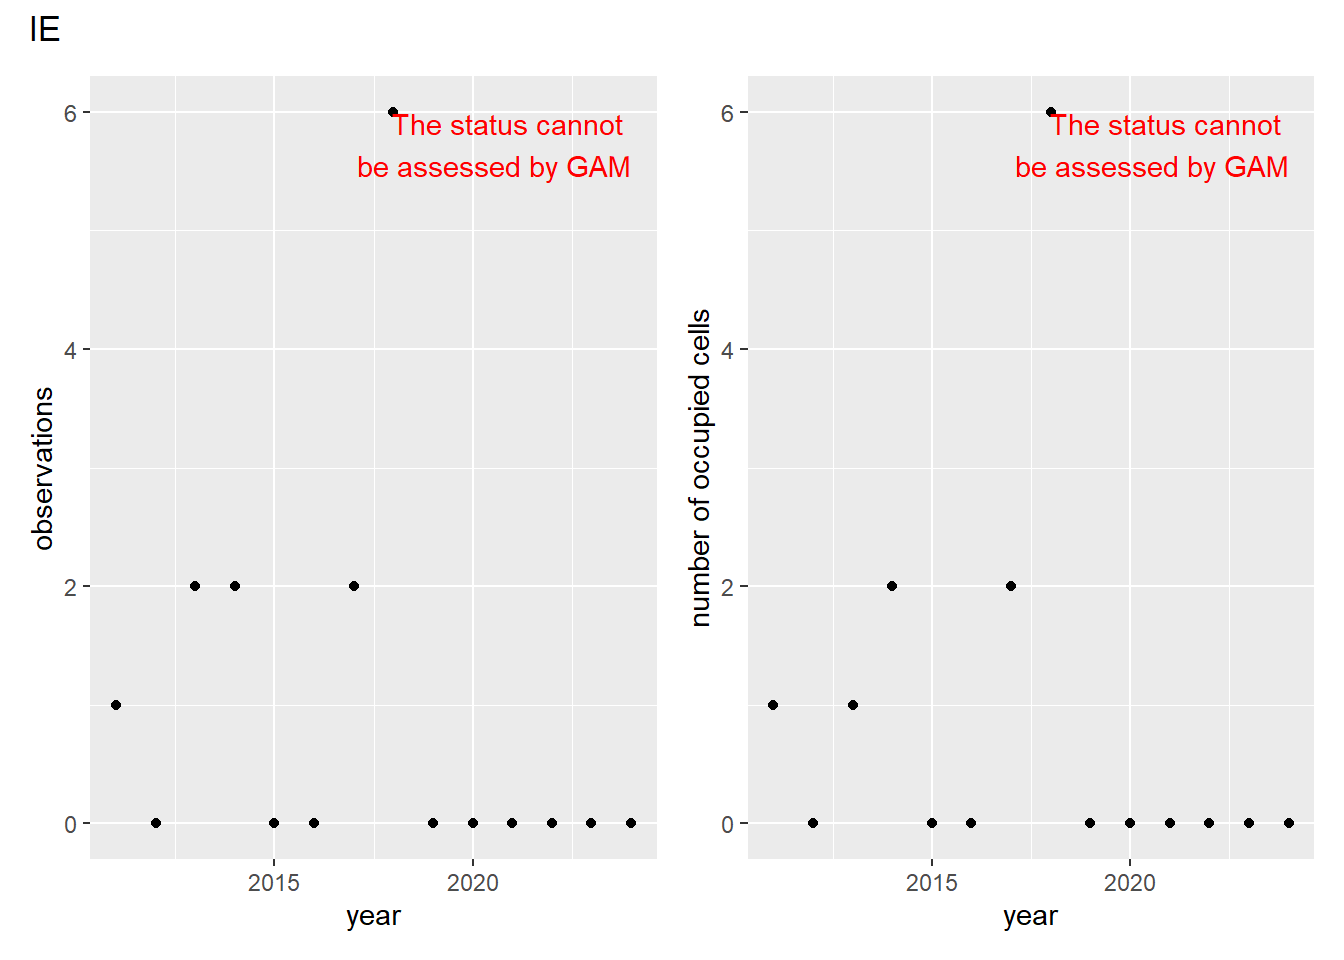 IE
observations
6
4
2
0
The status cannot
be assessed by GAM
2015
2020
year
number of occupied cells
6
4
2
0
The status cannot
be assessed by GAM
2015
2020
year